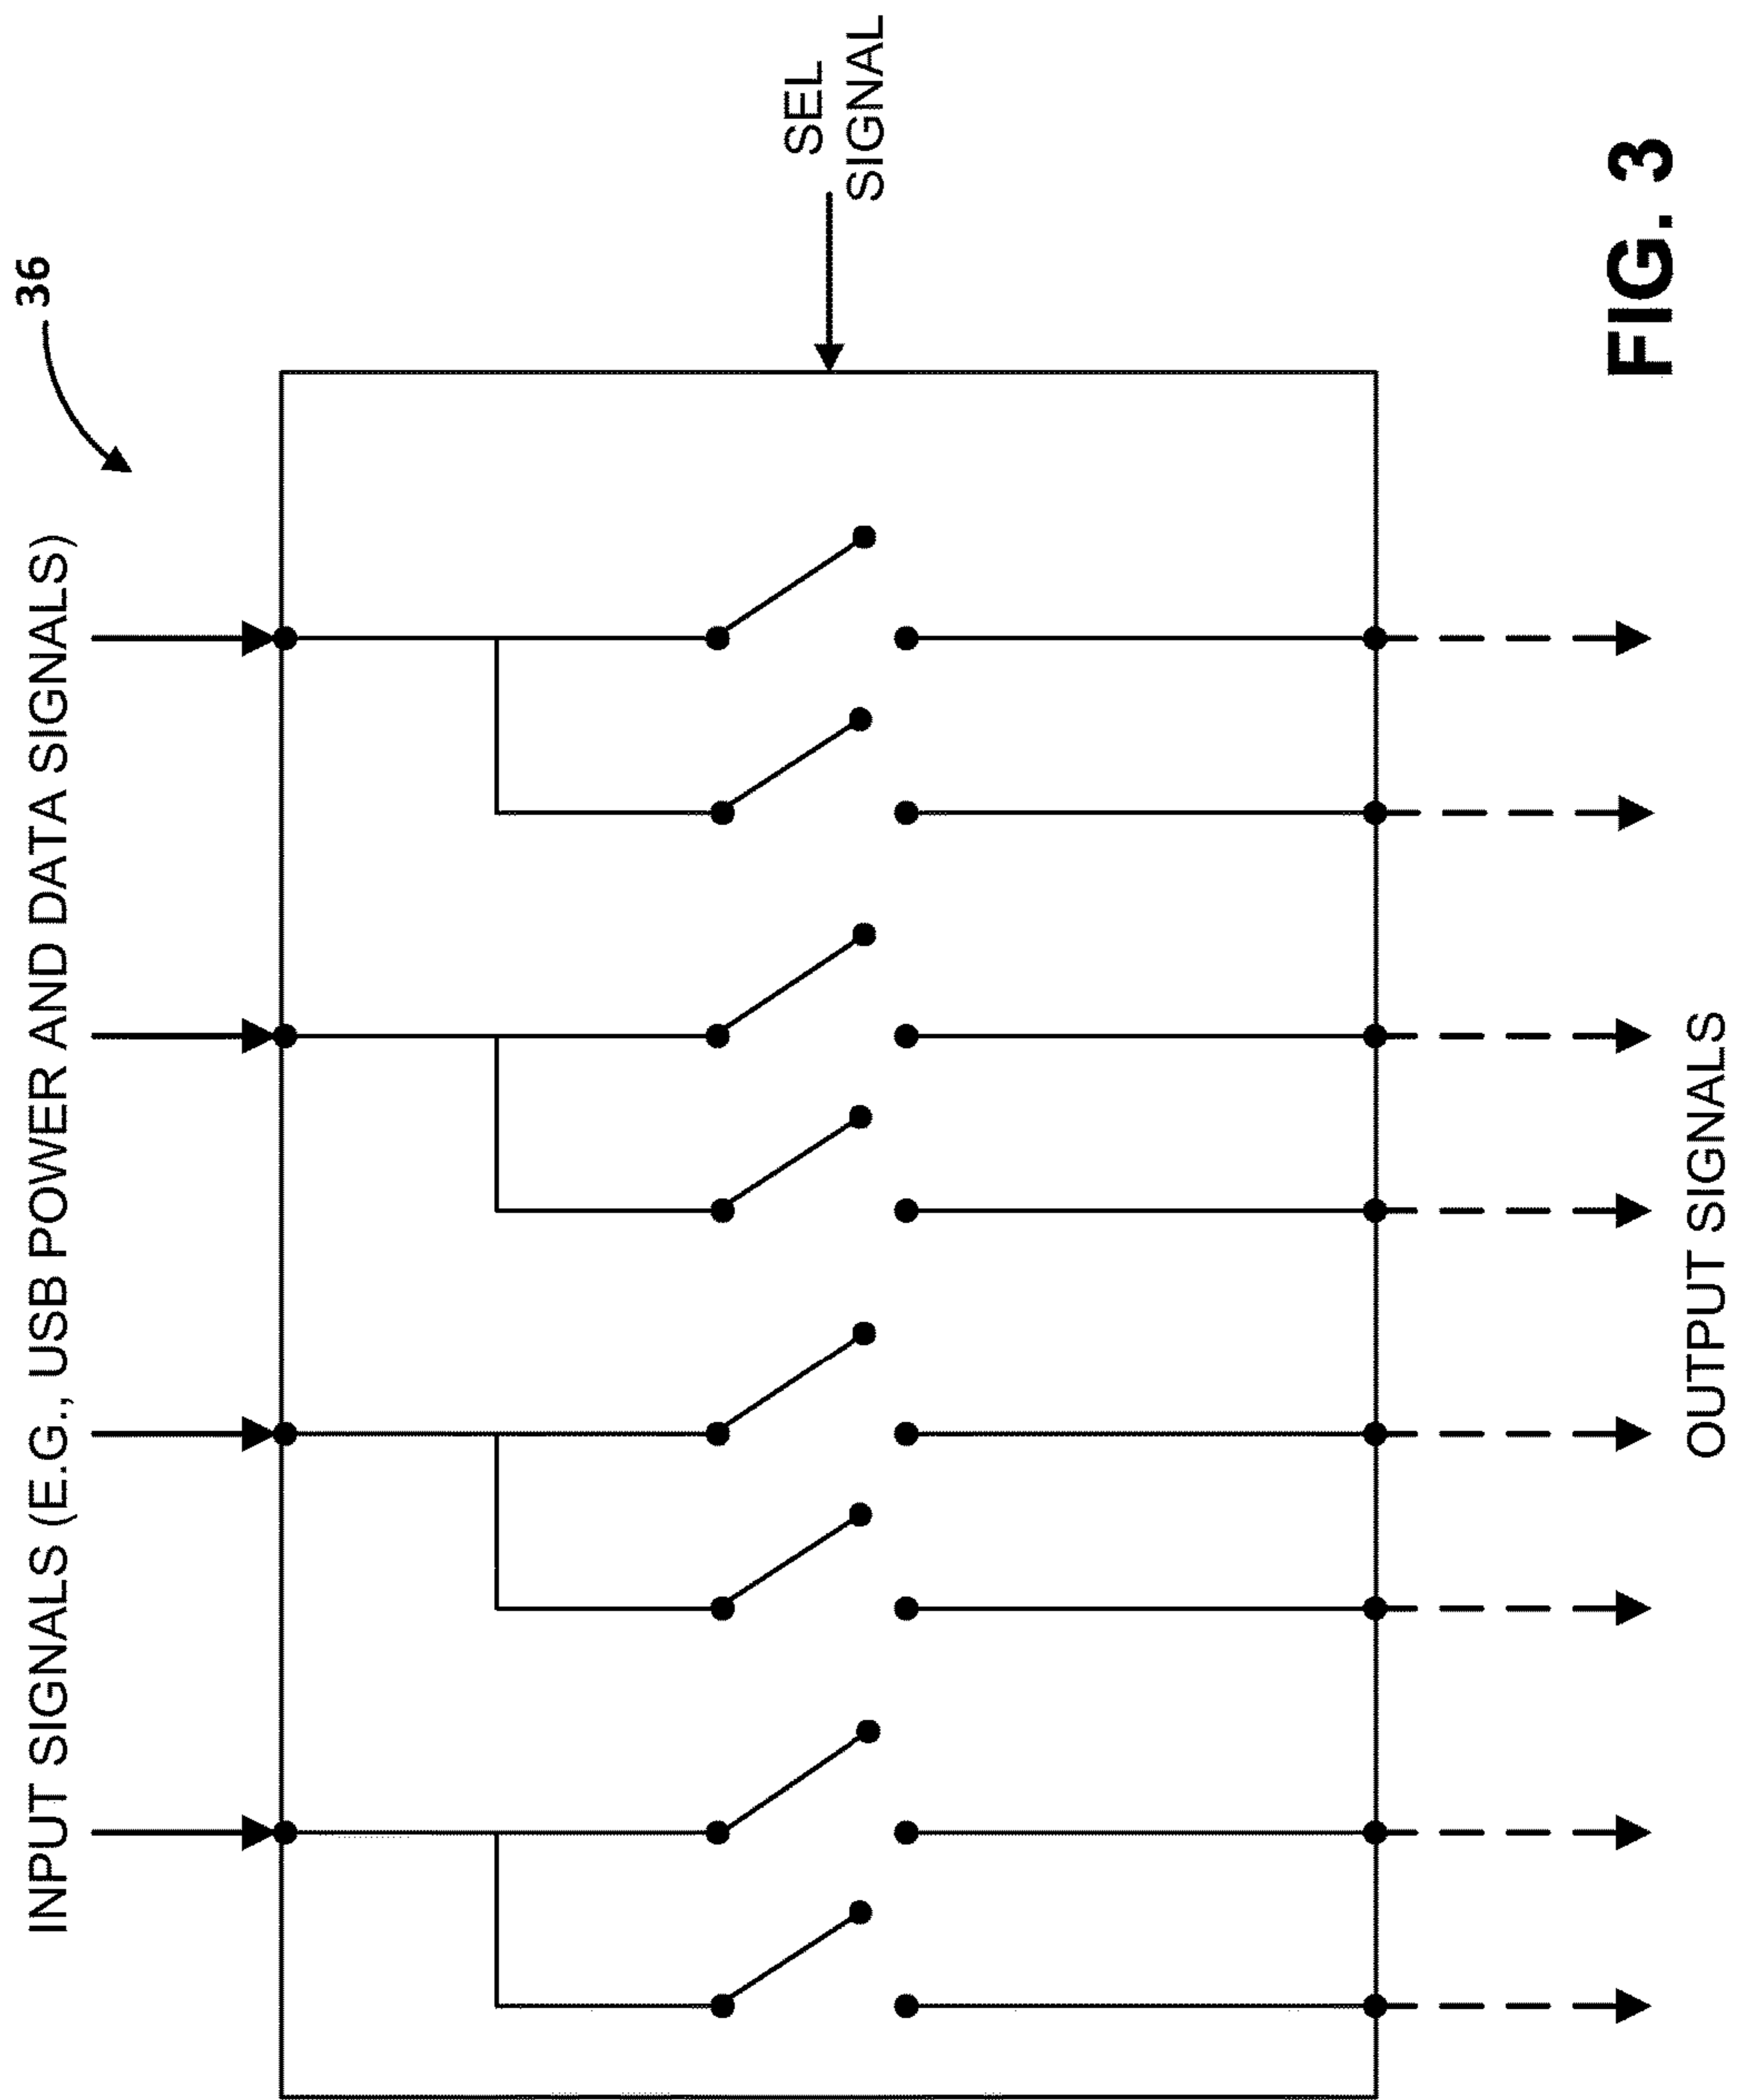 36
INPUT SIGNALS (E.G., USB POWER AND DATA SIGNALS)
SEL
SIGNAL
OUTPUT SIGNALS
FIG. 3